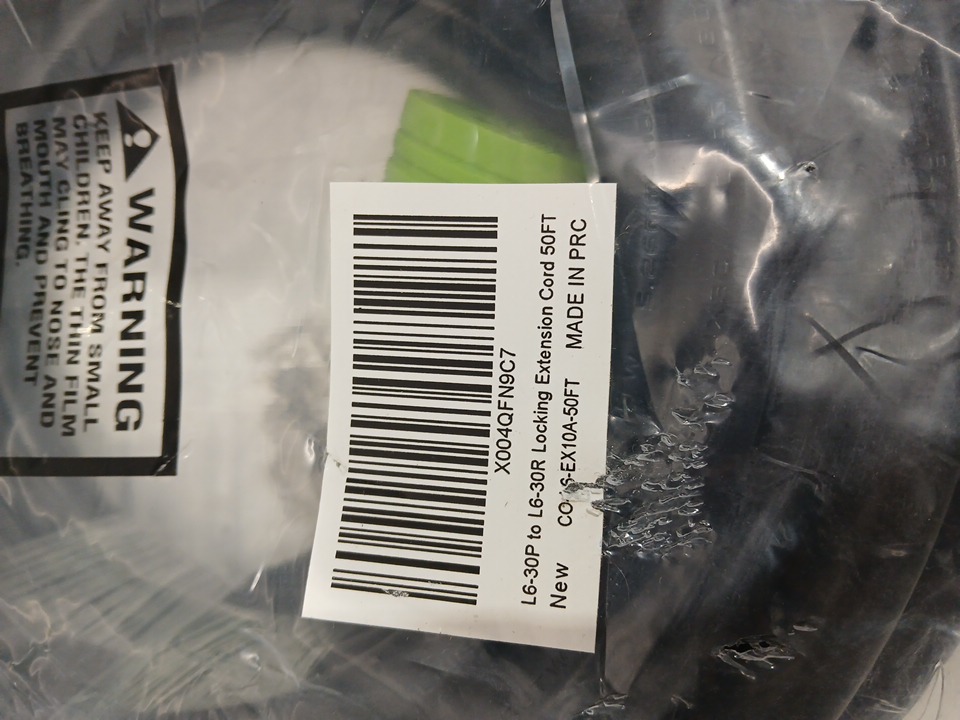 WARNING
KEEP AWAY FROM SMALL
CHILDREN. THE THIN FILM
MAY CLING TO NOSE AND
MOUTH AND PREVENT
BREATHING.
X004QFN9C7
L6-30P to L6-30R Locking Extension Cord 50FT
New MADE IN PRC